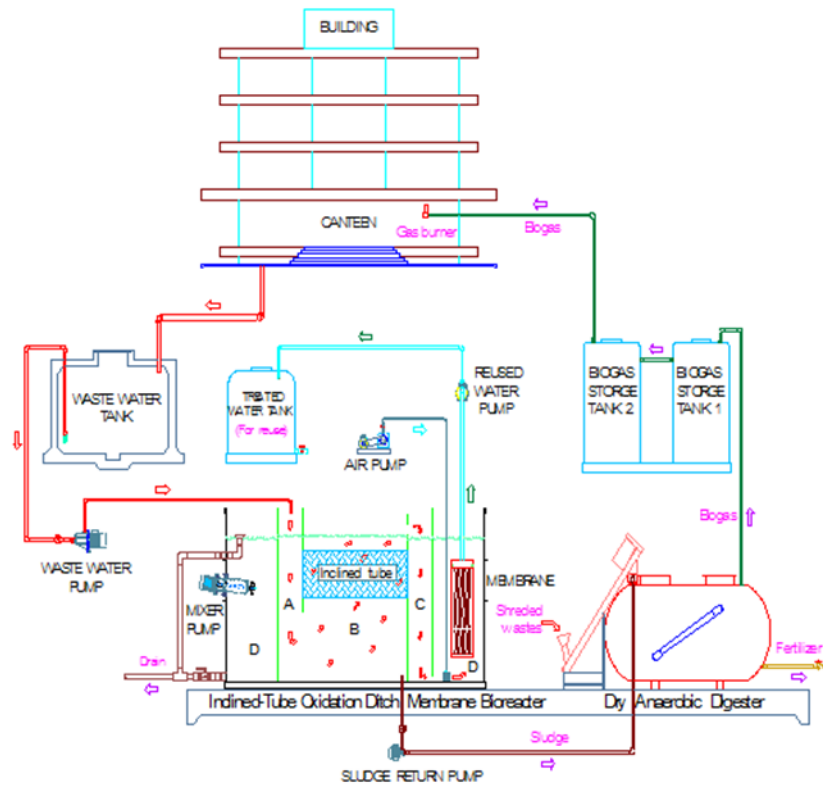 BUILDING
CANTEEN
Gas burner
Biogas
WASTE WATER
TANK
TREATED
WATER TANK
(For reuse)
AIR PUMP
REUSED
WATER
PUMP
BIOGAS
STORGE
TANK 2
BIOGAS
STORGE
TANK 1
WASTE WATER
PUMP
MIXER
PUMP
Inclined tube
A
B
C
D
D
MEMBRANE
Biogas
Shreded
wastes
Fertilizer
Drain
Inclined-Tube Oxidation Ditch Membrane Bioreacter
Dry Anaerobic Digester
Sludge
SLUDGE RETURN PUMP